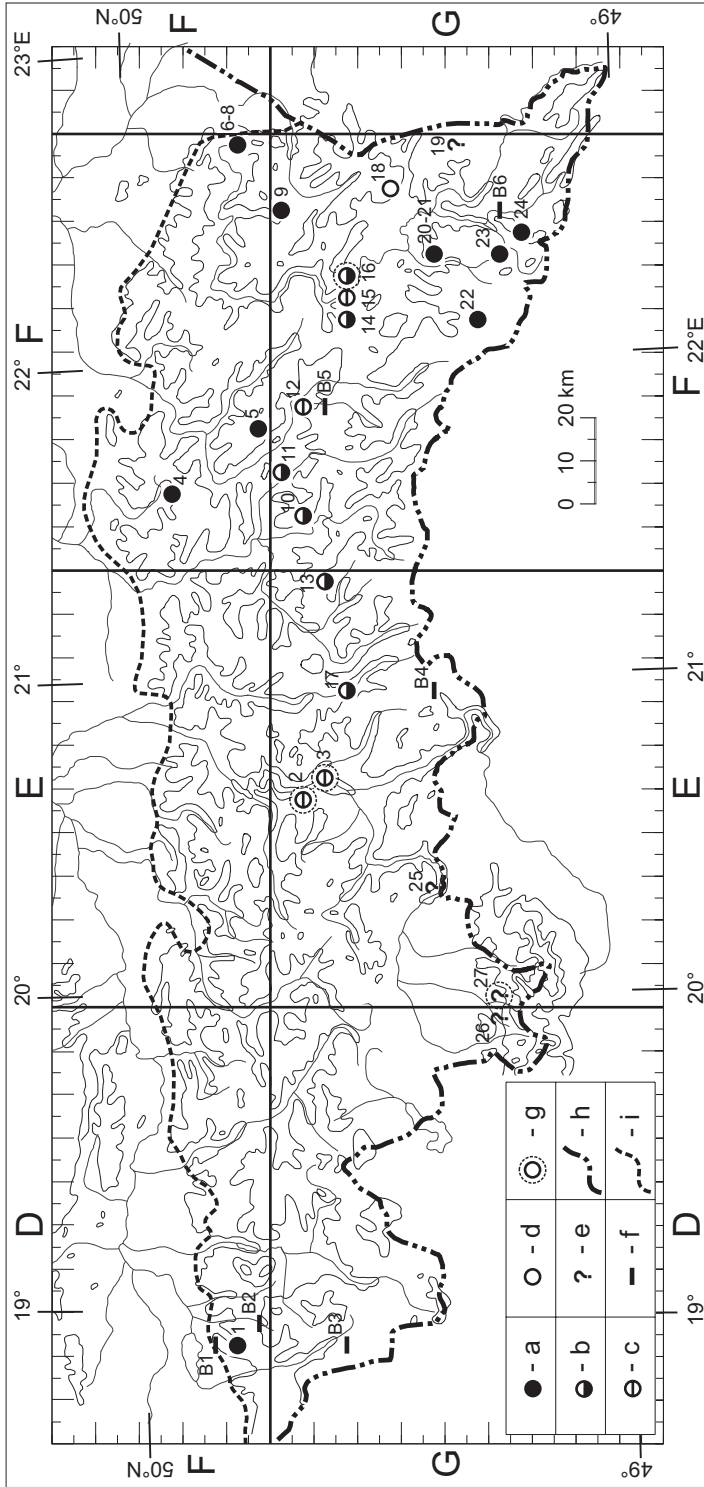 19° D 20° E 21° 22° F 23°E
50°N
F
G
49°
50°N
F
G
49°
B1
1
B2
B3
4
5
6-8
9
10
11
12
B5
13
14 15 16
17
18
19
?
20-21
22
23
B6
24
2
3
B4
25
?
26
?
27
?
- a
- d
- g
- b
? - e
- h
- c
- f
- i
0 10 20 km
19° D 20° E 21° F 22°E